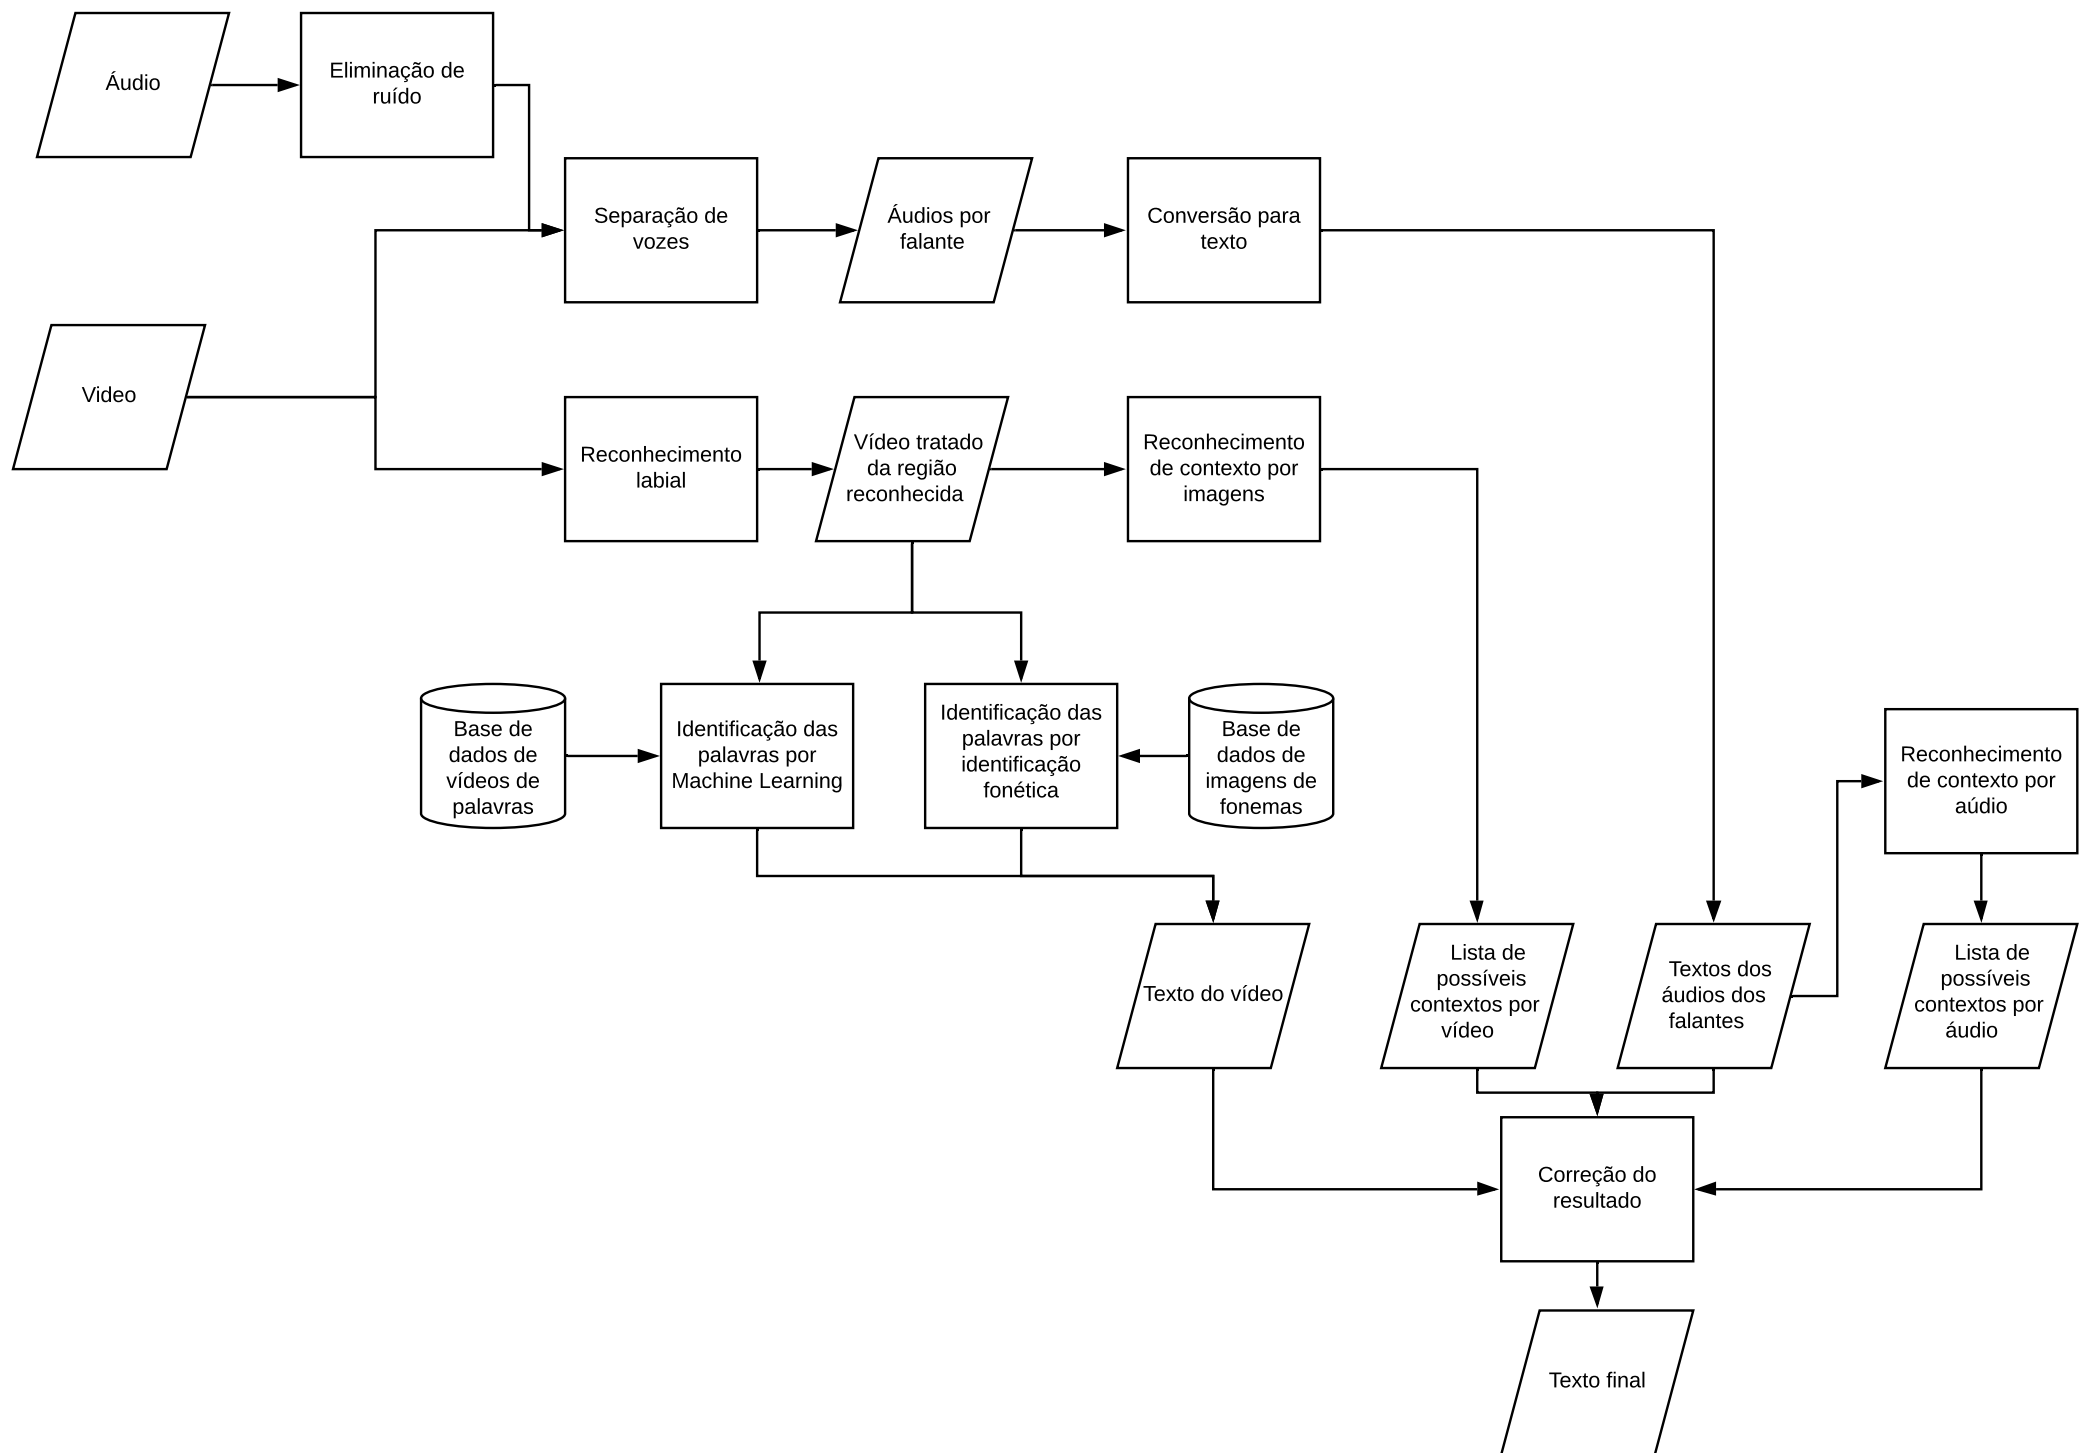 Áudio
Eliminação de
ruído
Separação de
vozes
Áudios por
falante
Conversão para
texto
Video
Reconhecimento
labial
Vídeo tratado
da região
reconhecida
Reconhecimento
de contexto por
imagens
Base de
dados de
vídeos de
palavras
Identificação das
palavras por
Machine Learning
Identificação das
palavras por
identificação
fonética
Base de
dados de
imagens de
fonemas
Reconhecimento
de contexto por
aúdio
Texto do vídeo
Lista de
possíveis
contextos por
vídeo
Textos dos
áudios dos
falantes
Lista de
possíveis
contextos por
áudio
Correção do
resultado
Texto final